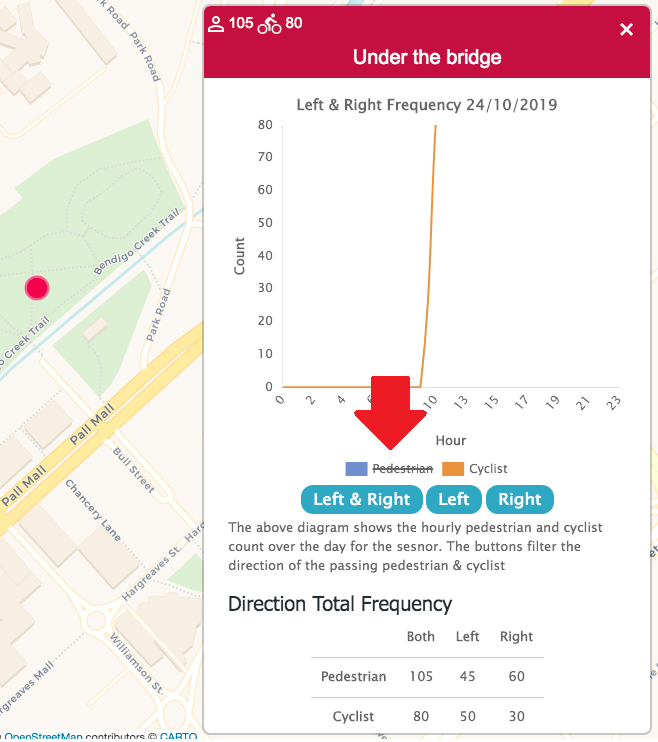 105 80
Under the bridge
Left & Right Frequency 24/10/2019
80
70
60
50
40
30
20
10
0
Count
0 2 4 6 10 13 15 17 19 21 23
Hour
Pedestrian Cyclist
Left & Right Left Right
The above diagram shows the hourly pedestrian and cyclist
count over the day for the sesnor. The buttons filter the
direction of the passing pedestrian & cyclist
Direction Total Frequency
Both Left Right
Pedestrian 105 45 60
Cyclist 80 50 30
Park Road
Park Road
Bendigo Creek Trail
Park Road
Creek Trail
Pall Mall
Pall Mall
Bull Street
Chancery Lane
Hargreaves St.
Williamson St.
Hargreaves Mall
OpenStreetMap contributors © CARTO